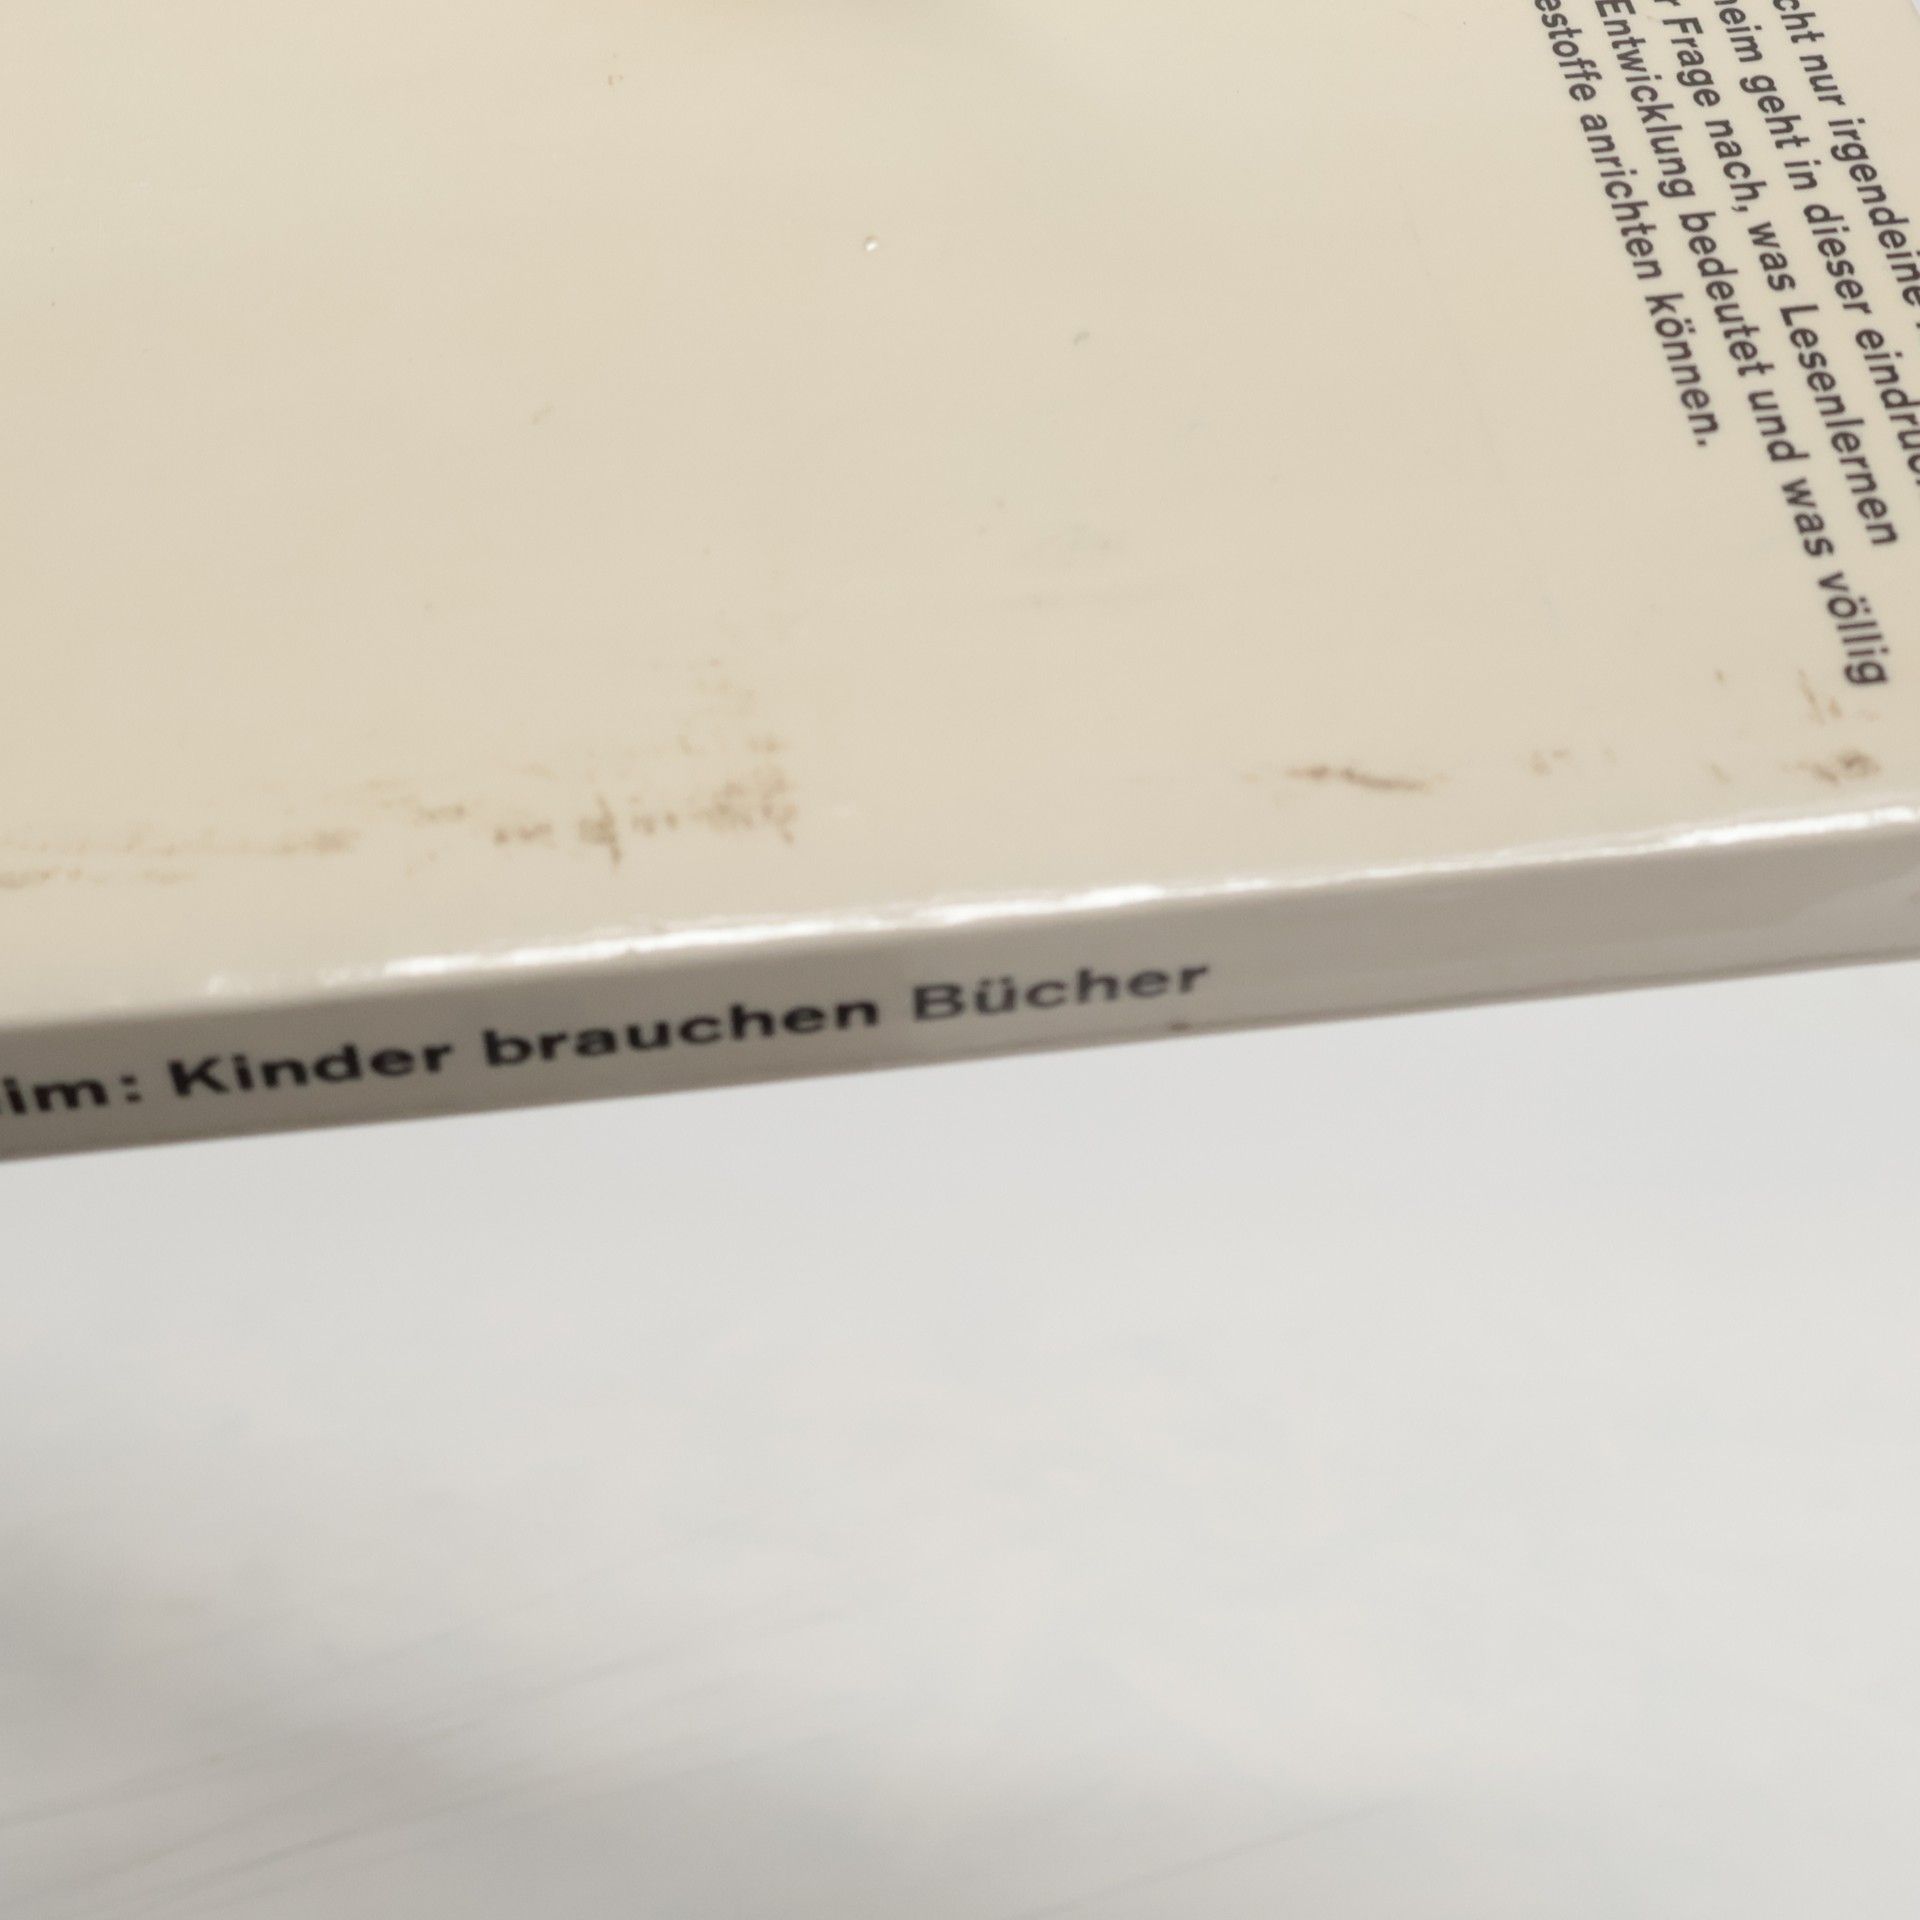 cht nur irgendeine
heim geht in dieser eindruc
r Frage nach, was Lesenlernen
Entwicklung bedeutet und was völlig
estoffe anrichten können.
im: Kinder brauchen Bücher